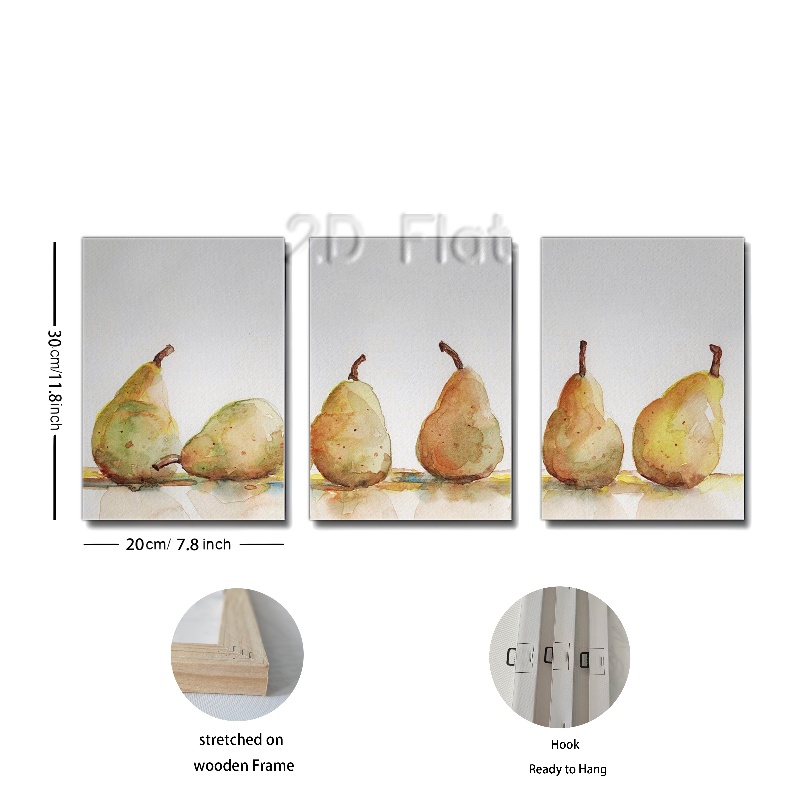 2D Flat
30cm/11.8inch
20cm/ 7.8 inch
stretched on
wooden Frame
Hook
Ready to Hang